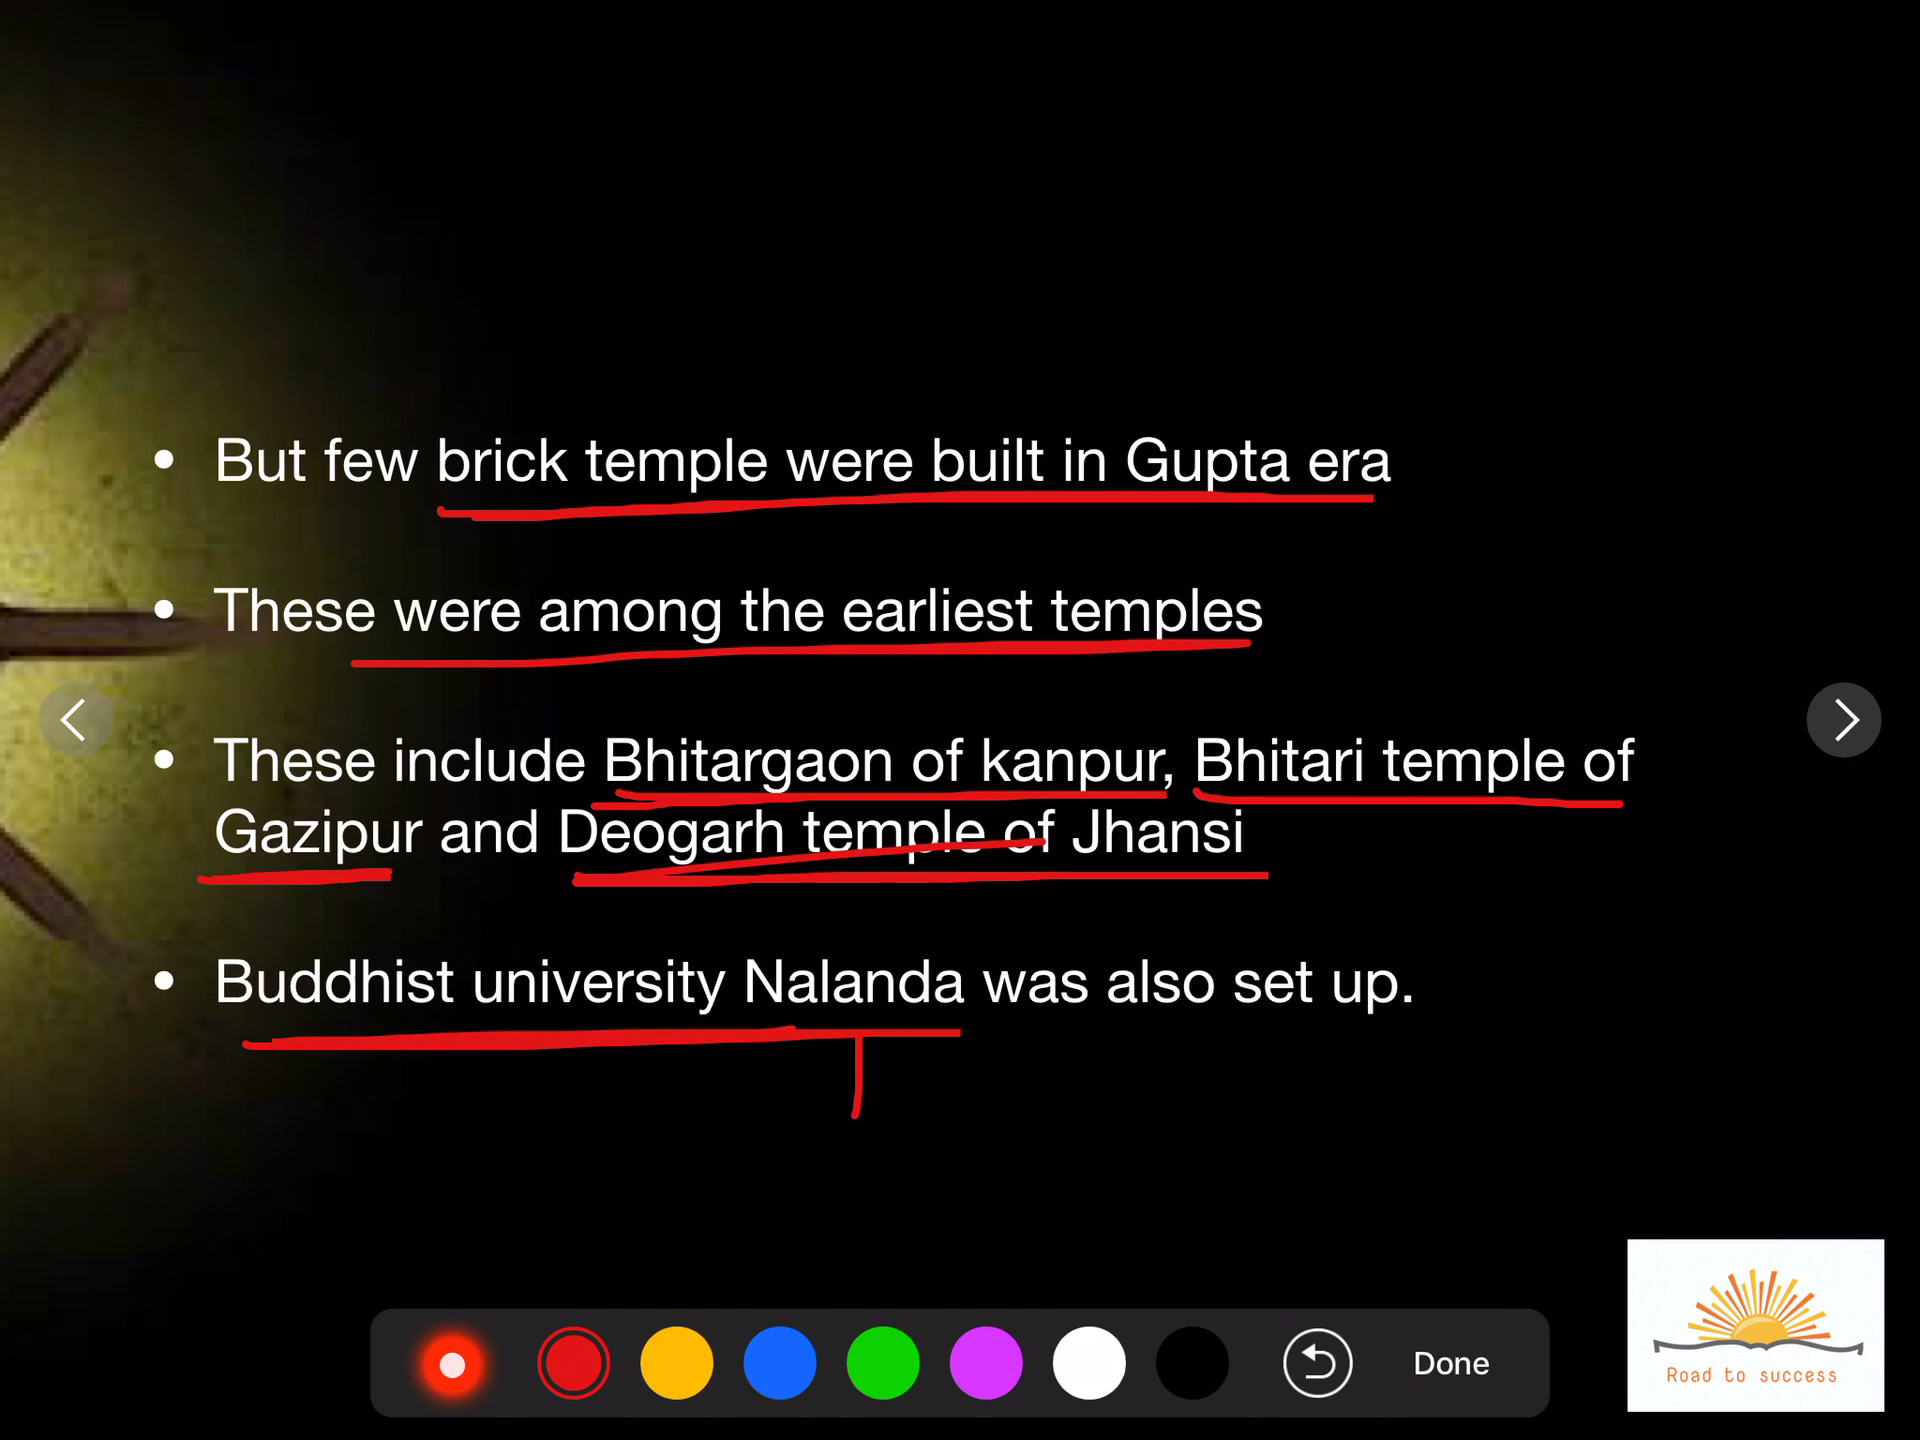 • But few brick temple were built in Gupta era
• These were among the earliest temples
• These include Bhitargaon of kanpur, Bhitari temple of
Gazipur and Deogarh temple of Jhansi
• Buddhist university Nalanda was also set up.
Done
Road to success